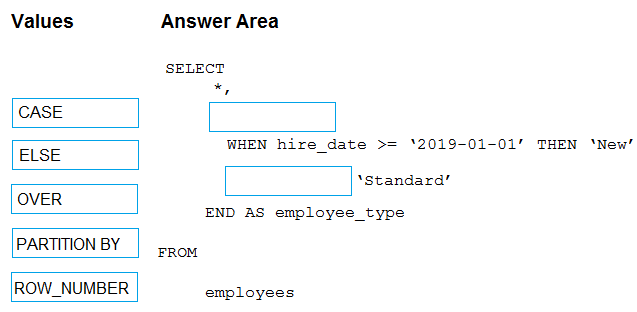 Values
Answer Area
CASE
ELSE
OVER
PARTITION BY
ROW_NUMBER
SELECT
*,
WHEN hire_date >= ‘2019-01-01’ THEN ‘New’
‘Standard’
END AS employee_type
FROM
employees